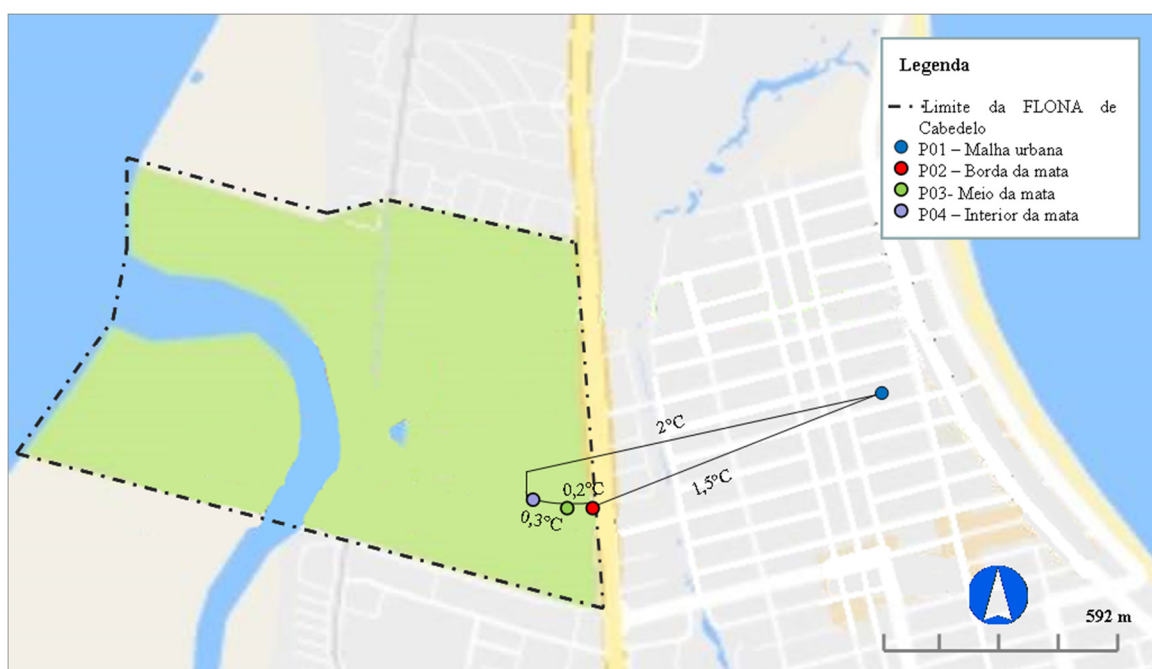 Legenda
Limite da FLONA de
Cabedelo
P01 – Malha urbana
P02 – Borda da mata
P03- Meio da mata
P04 – Interior da mata
2°C
1,5°C
0,2°C
0,3°C
592 m